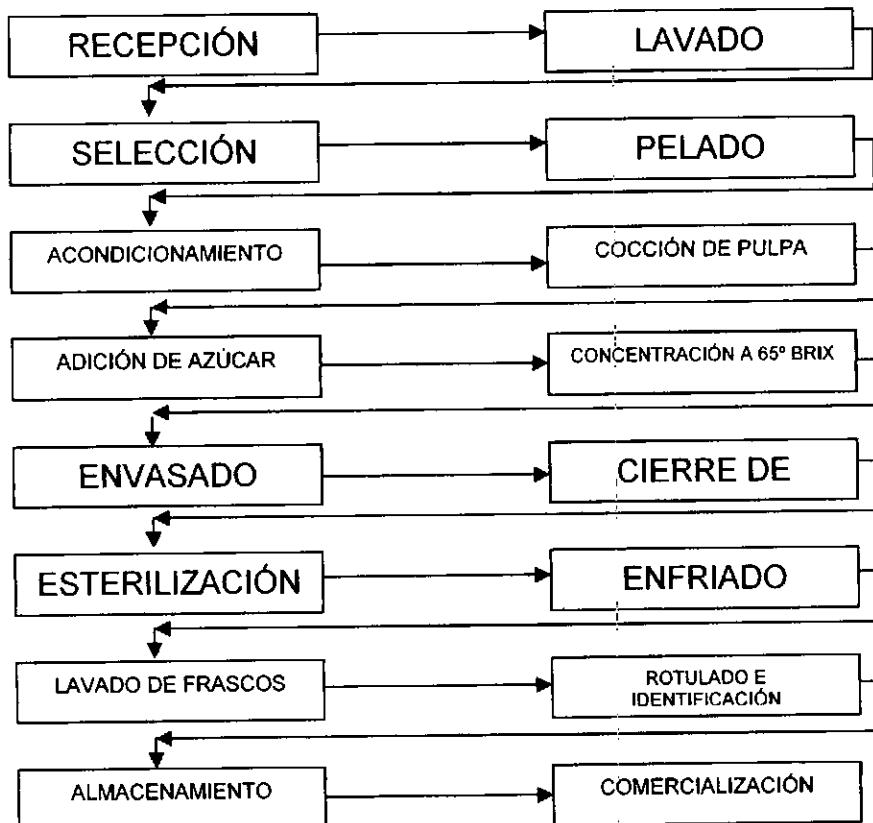 RECEPCIÓN
LAVADO
SELECCIÓN
PELADO
ACONDICIONAMIENTO
COCCIÓN DE PULPA
ADICIÓN DE AZÚCAR
CONCENTRACIÓN A 65º BRIX
ENVASADO
CIERRE DE
ESTERILIZACIÓN
ENFRIADO
LAVADO DE FRASCOS
ROTULADO E
IDENTIFICACIÓN
ALMACENAMIENTO
COMERCIALIZACIÓN